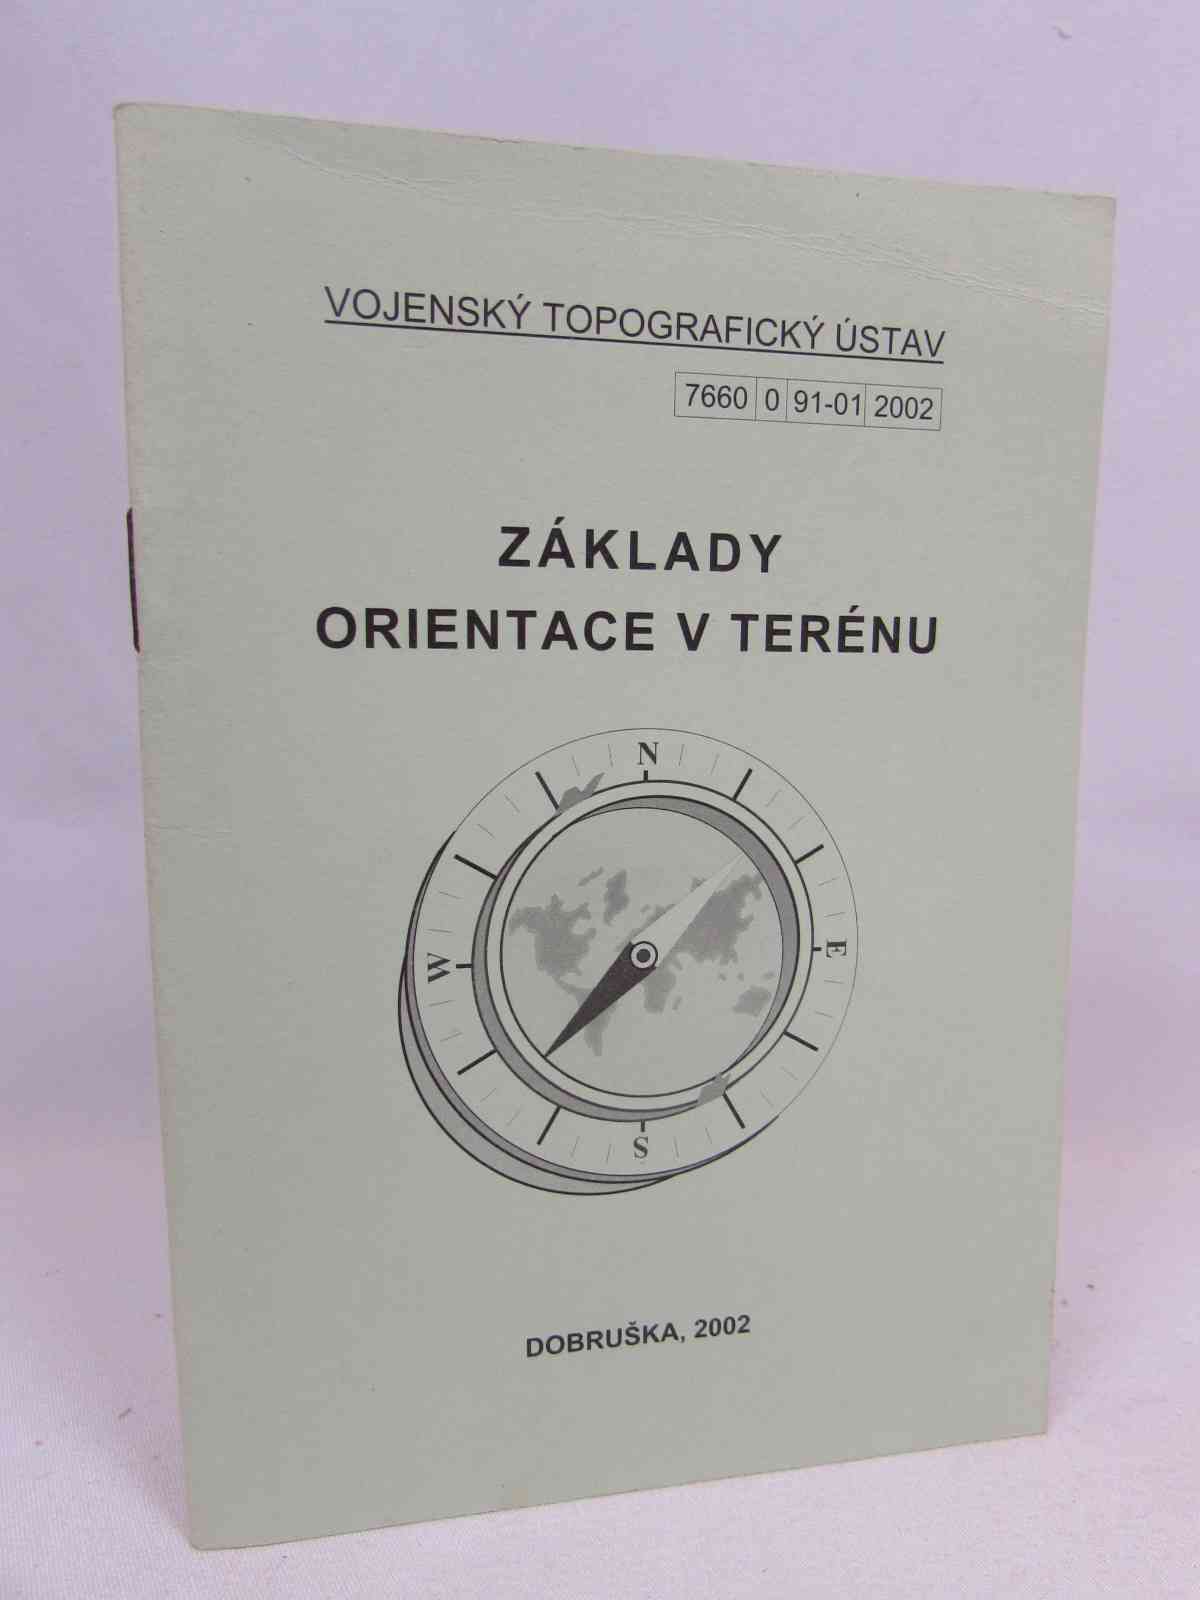 VOJENSKÝ TOPOGRAFICKÝ ÚSTAV
7660 0 91-01 2002
ZÁKLADY
ORIENTACE V TERÉNU
N
W
E
S
DOBRUŠKA, 2002